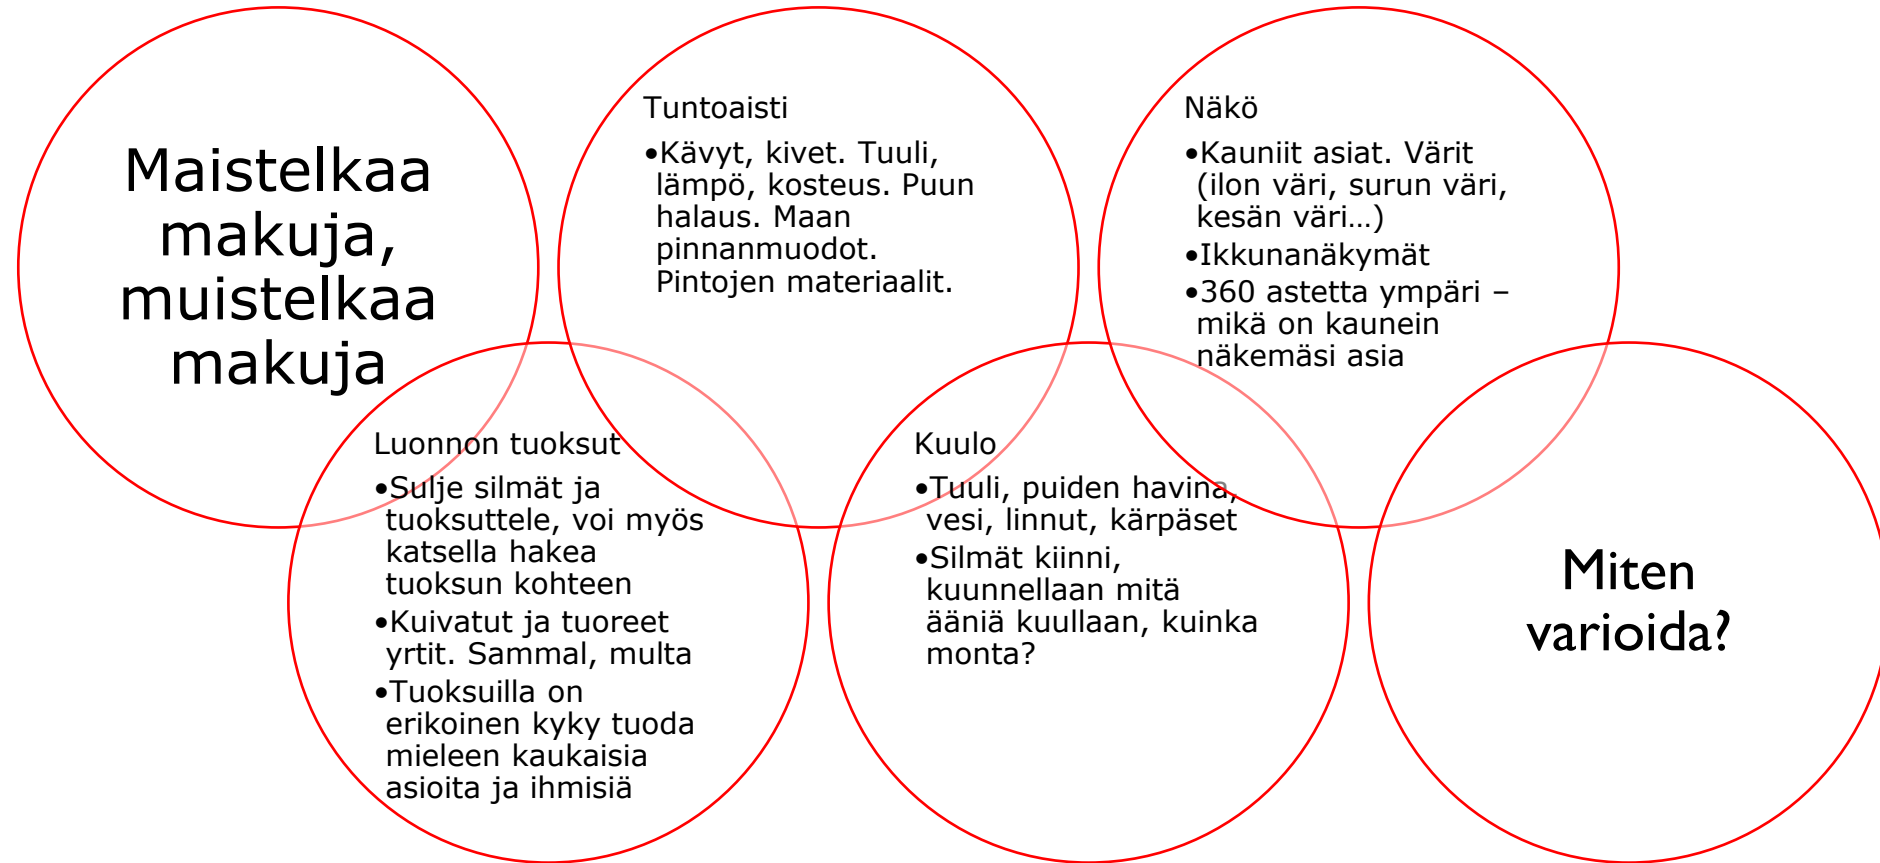 Maistelkaa
makuja,
muistelkaa
makuja
Luonnon tuoksut
•Sulje silmät ja
tuoksuttele, voi myös
katsella hakea
tuoksun kohteen
•Kuivatut ja tuoreet
yrtit. Sammal, multa
•Tuoksuilla on
erikoinen kyky tuoda
mieleen kaukaisia
asioita ja ihmisiä
Tuntoaisti
•Kävyt, kivet. Tuuli,
lämpö, kosteus. Puun
halaus. Maan
pinnanmuodot.
Pintojen materiaalit.
Kuulo
•Tuuli, puiden havina,
vesi, linnut, kärpäset
•Silmät kiinni,
kuunnellaan mitä
ääniä kuullaan, kuinka
monta?
Näkö
•Kauniit asiat. Värit
(ilon väri, surun väri,
kesän väri…)
•Ikkunanäkymät
•360 astetta ympäri –
mikä on kaunein
näkemäsi asia
Miten
varioida?